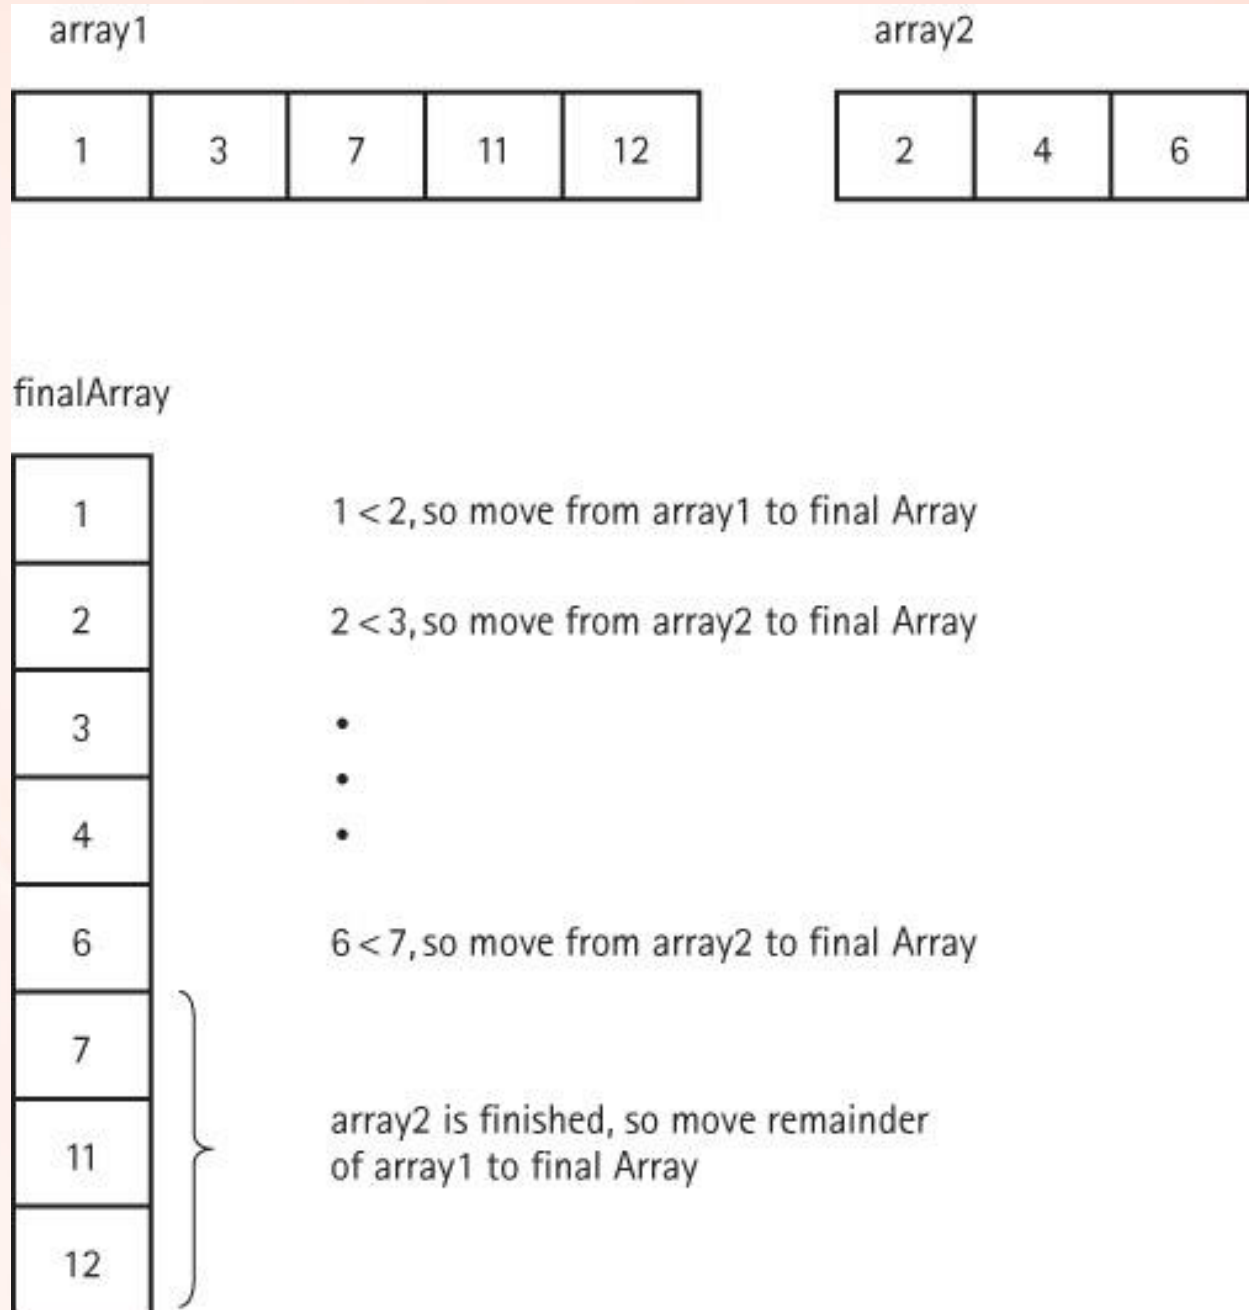 array1 array2
1 3 7 11 12 2 4 6
finalArray
1 1 < 2, so move from array1 to final Array
2 2 < 3, so move from array2 to final Array
3
4
6 6 < 7, so move from array2 to final Array
7
array2 is finished, so move remainder
11 of array1 to final Array
12